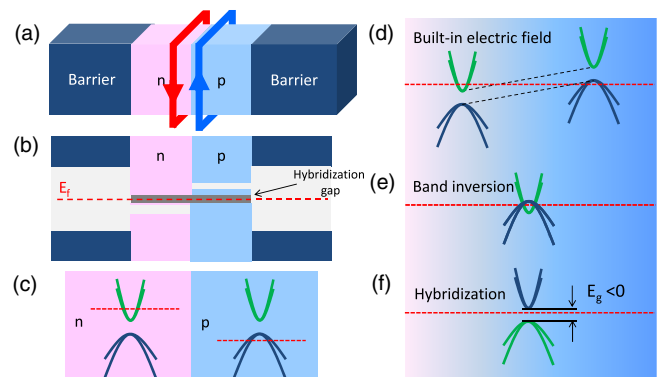 (a)
Barrier
n
p
Barrier
(b)
n
p
Hybridization
gap
E_f
(c)
n
p
(d)
Built-in electric field
(e)
Band inversion
(f)
Hybridization
E_g <0